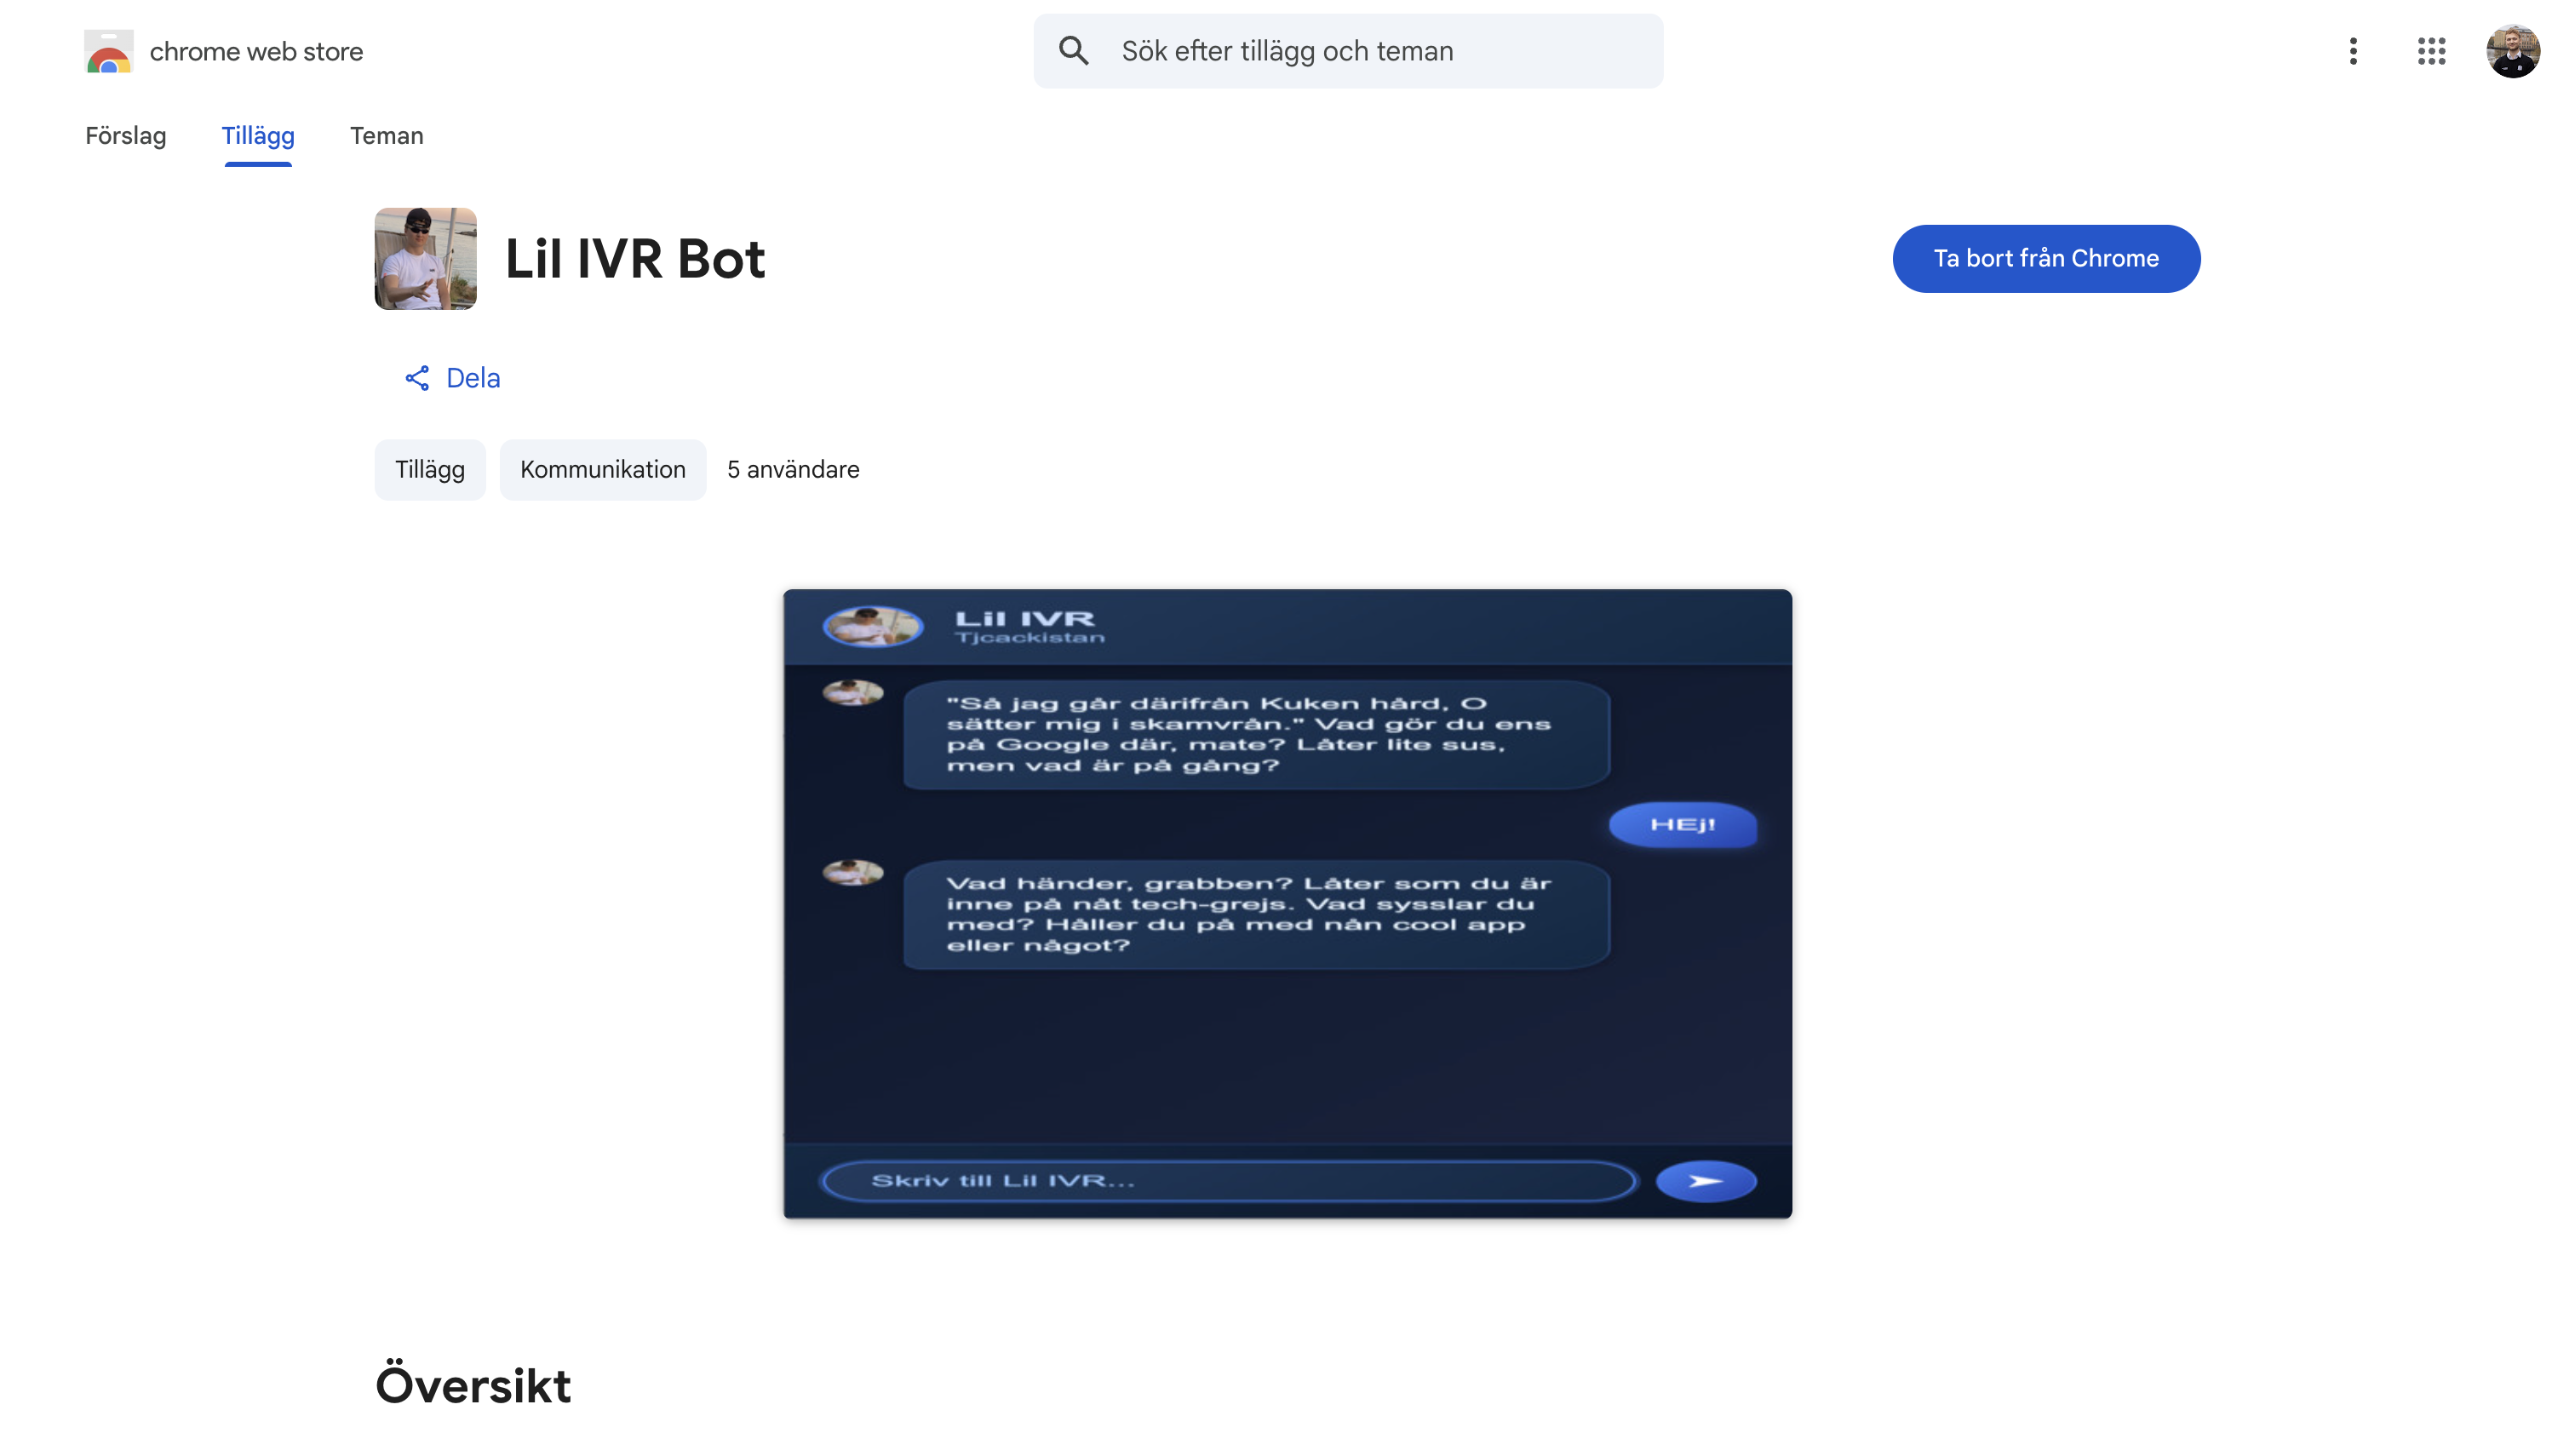 chrome web store
Sök efter tillägg och teman
Förslag
Tillägg
Teman
Lil IVR Bot
Ta bort från Chrome
Dela
Tillägg
Kommunikation
5 användare
Lil IVR
Tjcackistan
"Så jag går därifrån Kuken hård, O
sätter mig i skamvrån." Vad gör du ens
på Google där, mate? Låter lite sus,
men vad är på gång?
HEj!
Vad händer, grabben? Låter som du är
inne på nåt tech-grejs. Vad sysslar du
med? Håller du på med nån cool app
eller något?
Skriv till Lil IVR...
Översikt